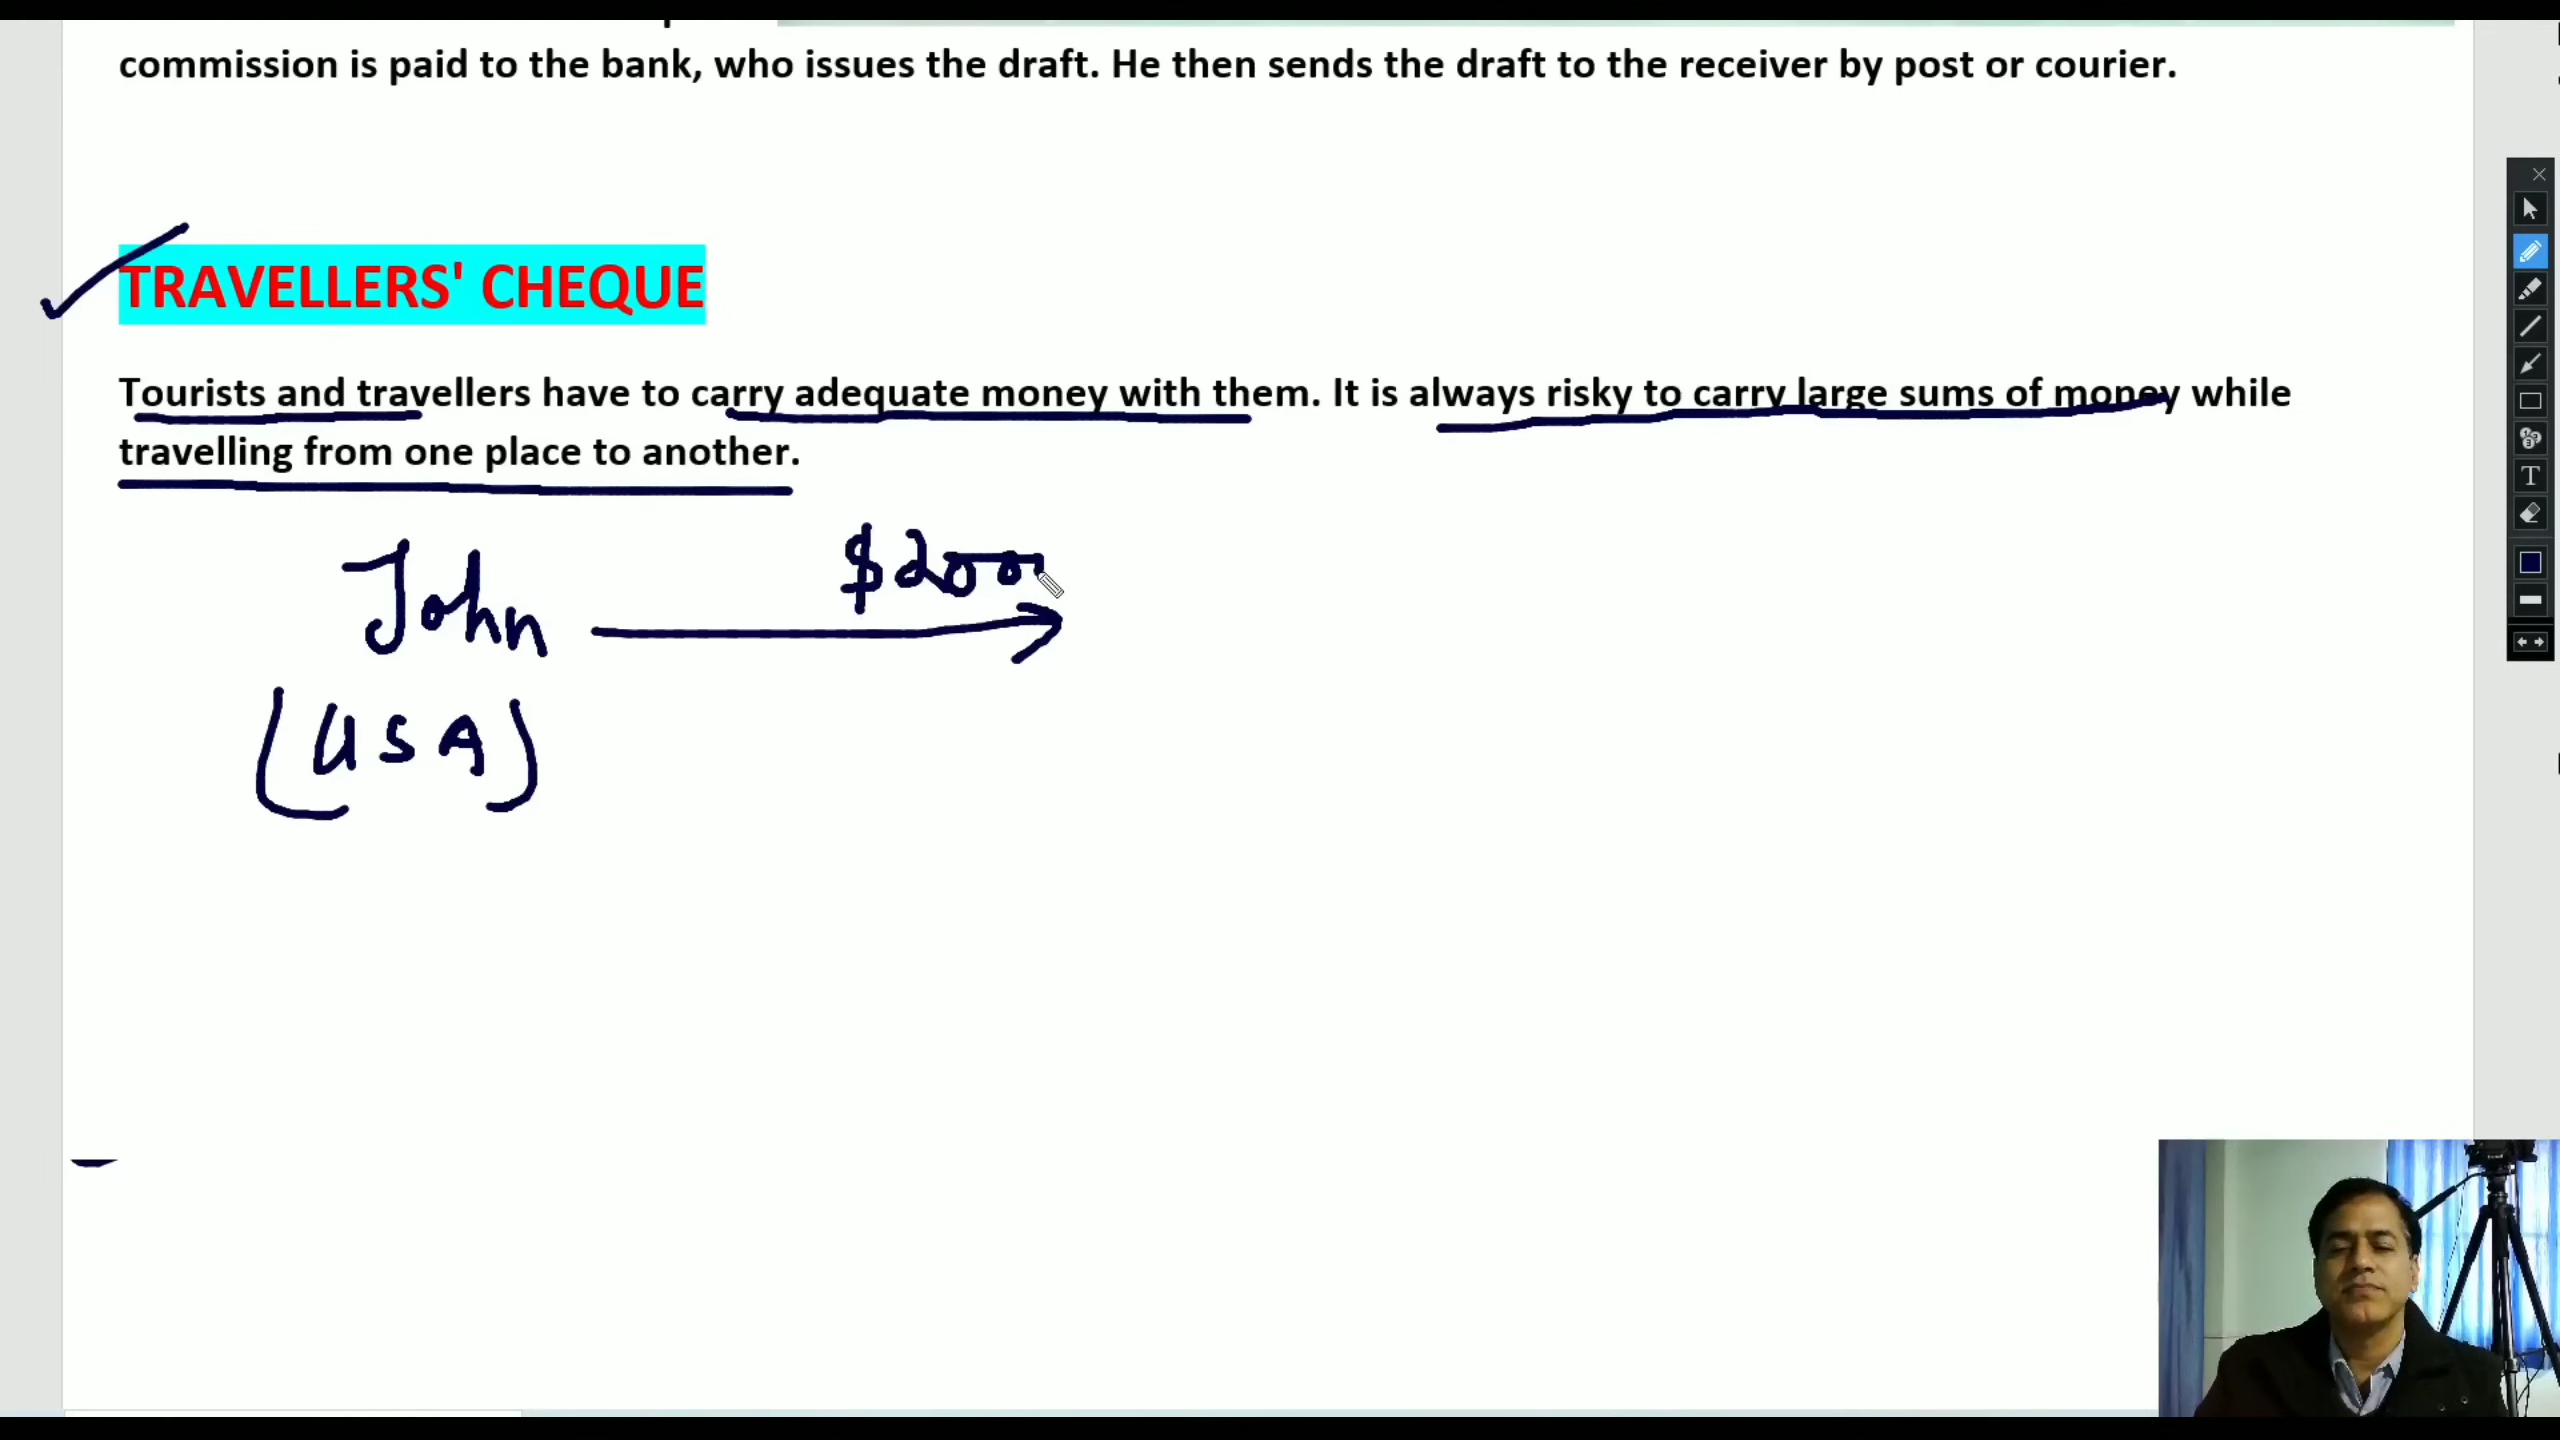 commission is paid to the bank, who issues the draft. He then sends the draft to the receiver by post or courier.
TRAVELLERS' CHEQUE
Tourists and travellers have to carry adequate money with them. It is always risky to carry large sums of money while
travelling from one place to another.
John $200
(USA)
T